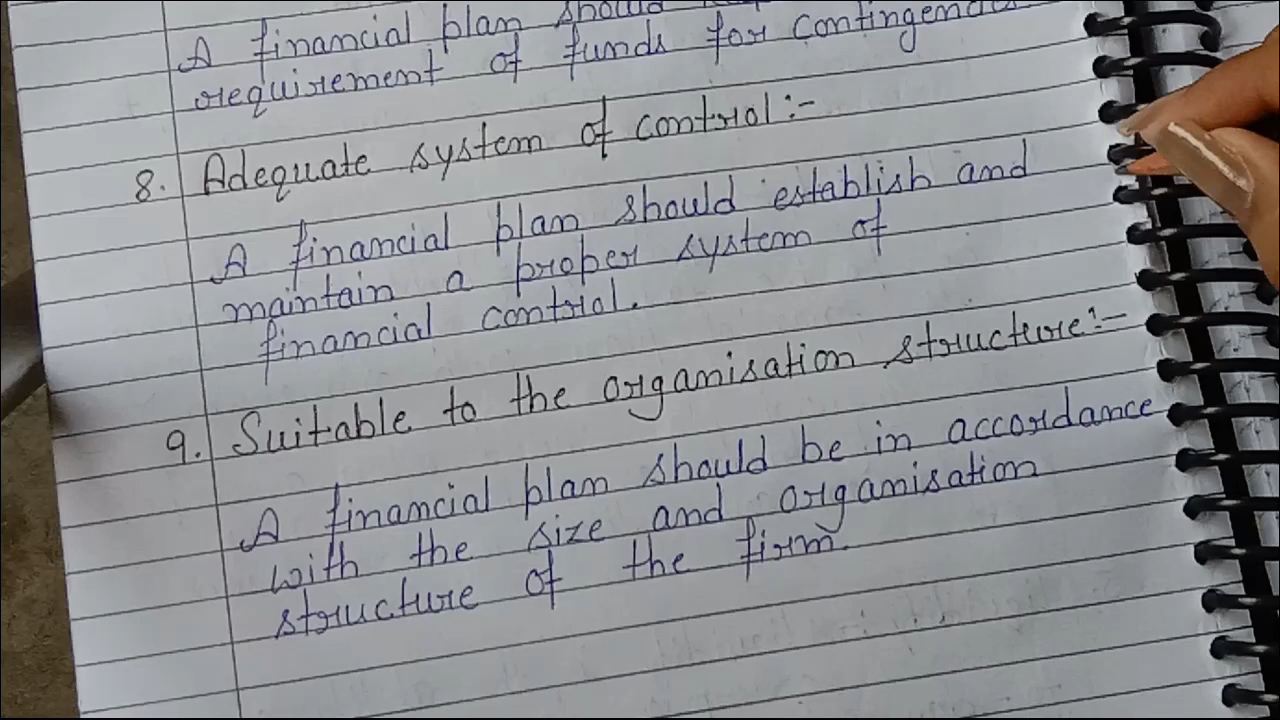 A financial plan should
requirement of funds for contingencies
8. Adequate system of control:-
A financial plan should establish and
maintain a proper system of
financial control.
9. Suitable to the organisation structure:-
A financial plan should be in accordance
with the size and organisation
structure of the firm.